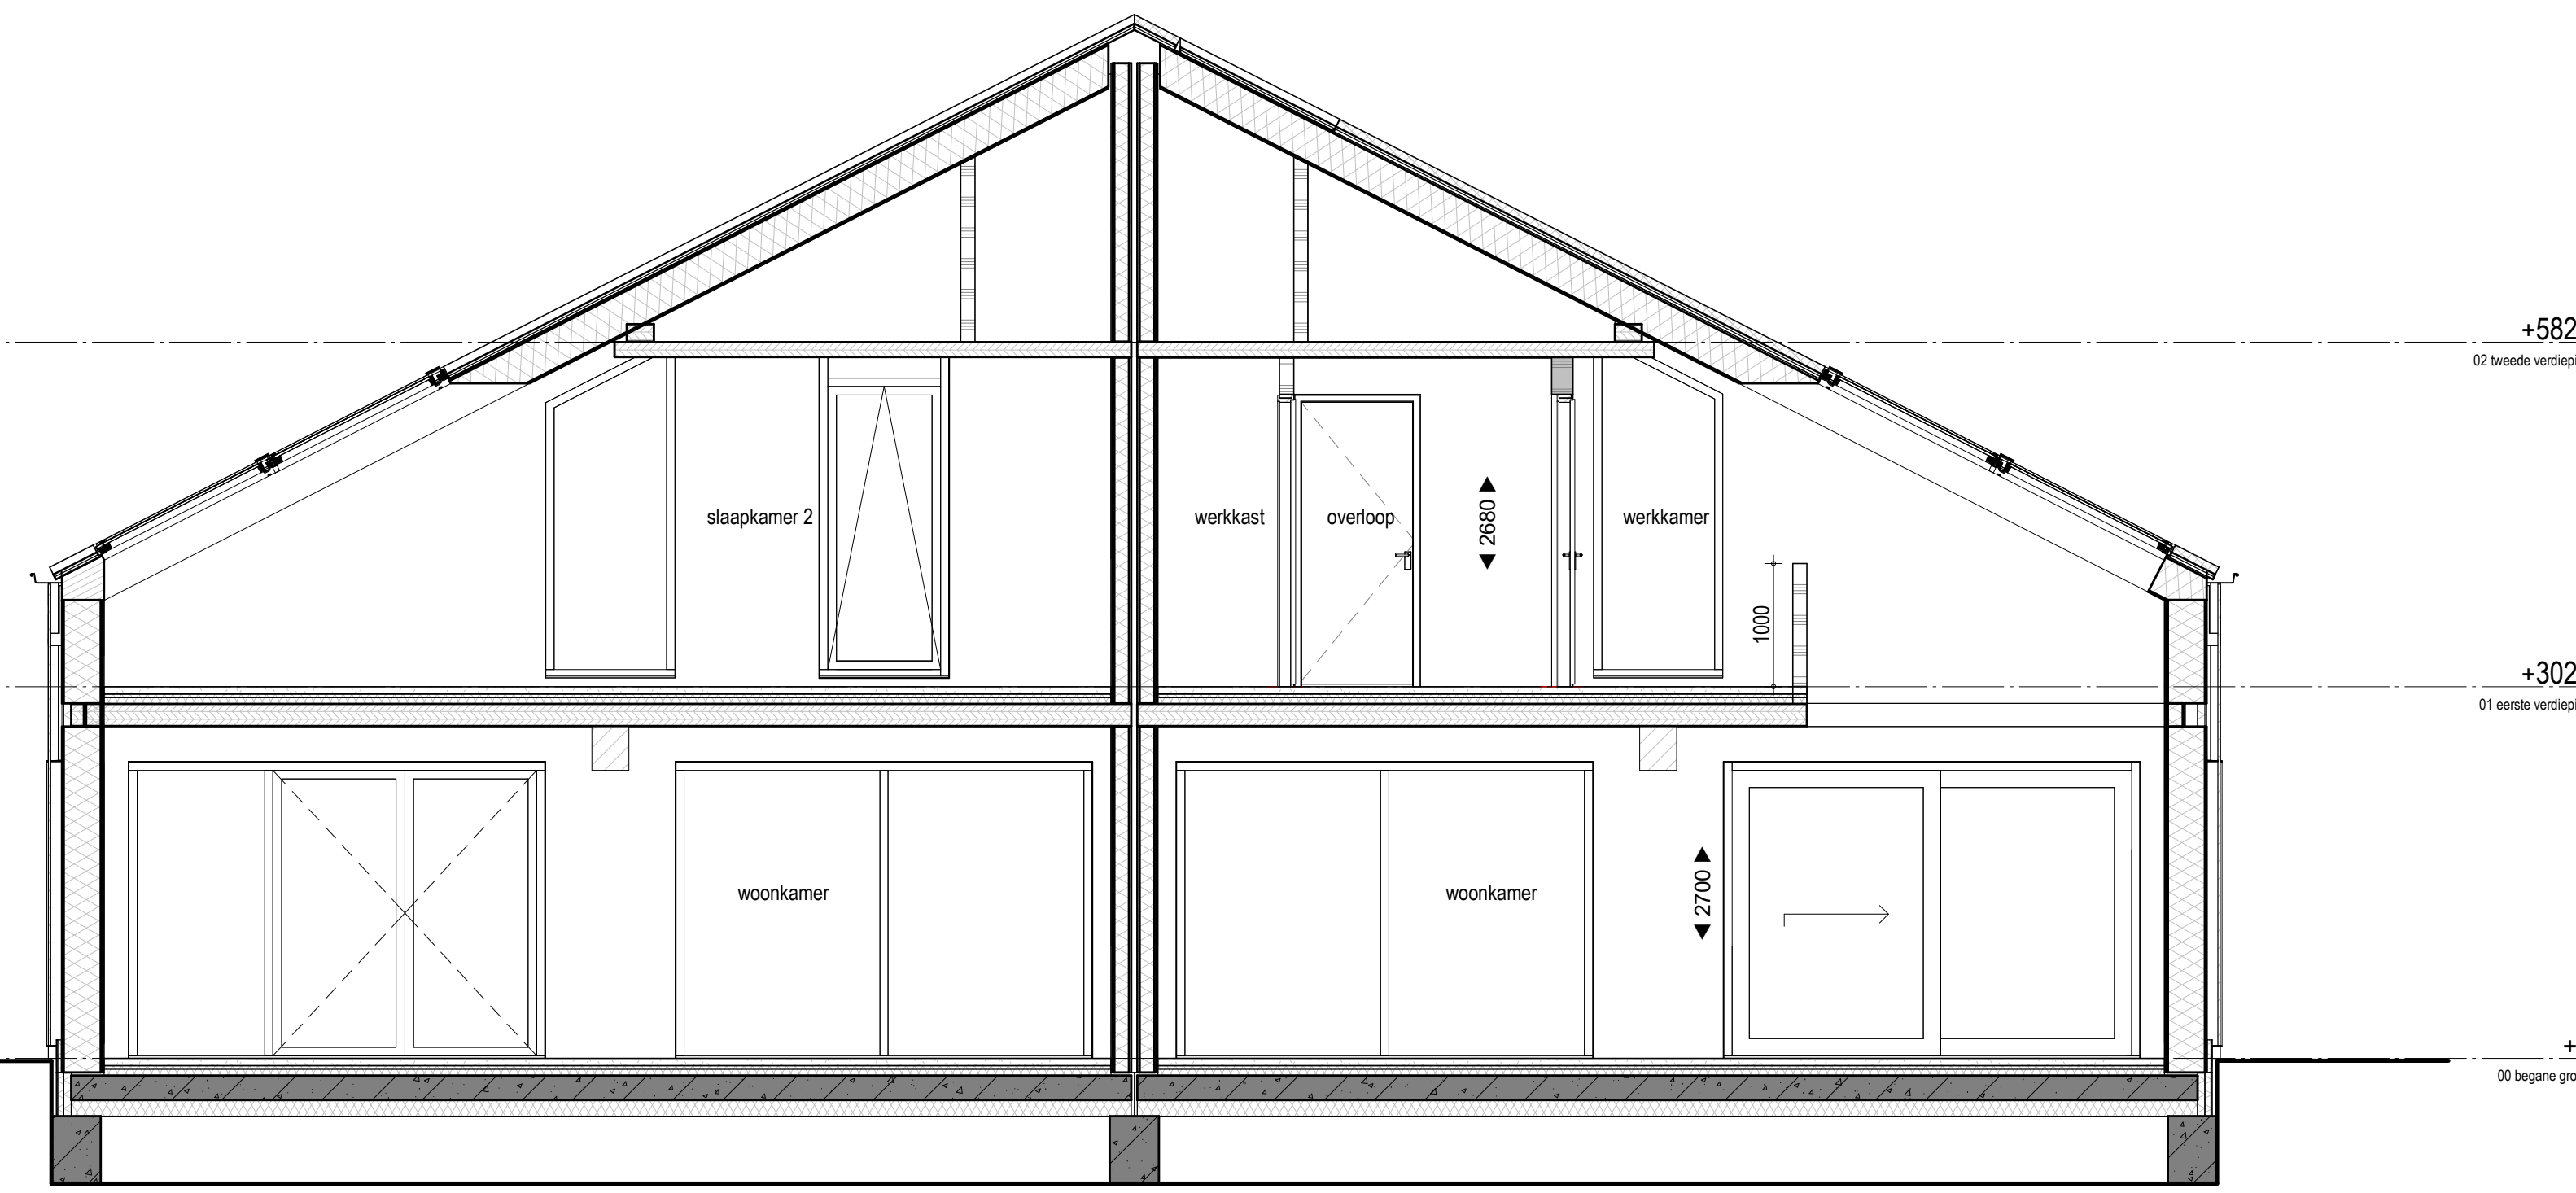 +582
02 tweede verdiepi
slaapkamer 2
werkkast
overloop
2680
werkkamer
1000
+302
01 eerste verdiepi
woonkamer
woonkamer
2700
+
00 begane gro